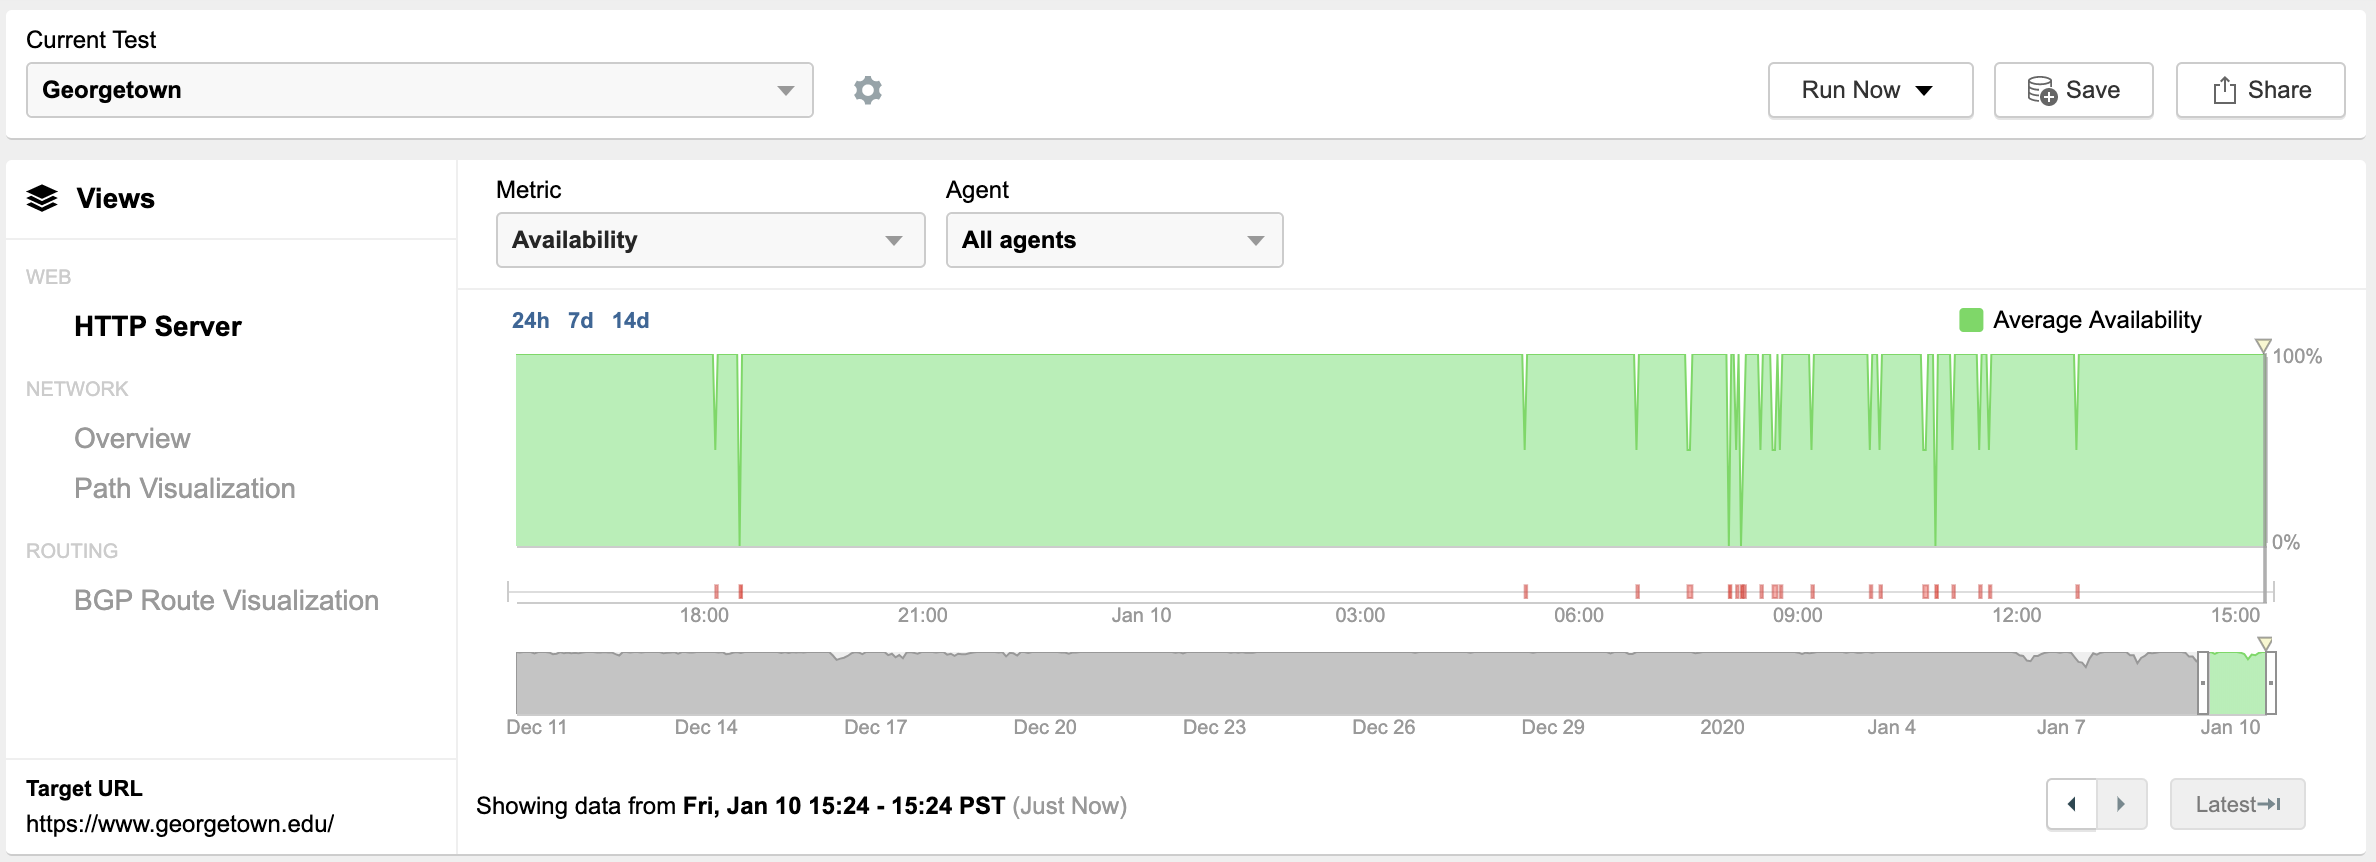 Current Test
Georgetown
Run Now
Save
Share
Views
WEB
HTTP Server
NETWORK
Overview
Path Visualization
ROUTING
BGP Route Visualization
Target URL
https://www.georgetown.edu/
Metric
Agent
Availability
All agents
24h 7d 14d
Average Availability
100%
0%
18:00 21:00 Jan 10 03:00 06:00 09:00 12:00 15:00
Dec 11 Dec 14 Dec 17 Dec 20 Dec 23 Dec 26 Dec 29 2020 Jan 4 Jan 7 Jan 10
Showing data from Fri, Jan 10 15:24 - 15:24 PST (Just Now)
Latest